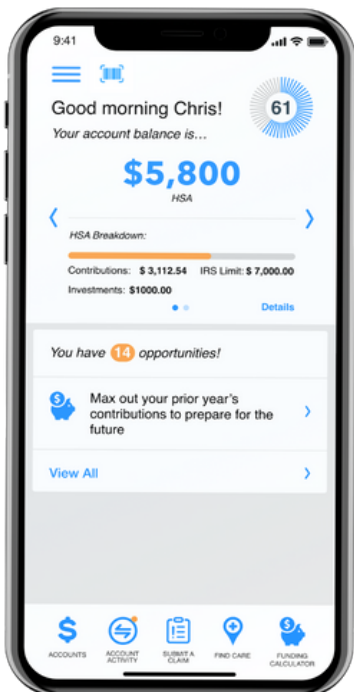 9:41
Good morning Chris!
61
Your account balance is...
$5,800
HSA
HSA Breakdown:
Contributions: $ 3,112.54 IRS Limit: $ 7,000.00
Investments: $1000.00
Details
You have 14 opportunities!
Max out your prior year's
contributions to prepare for the
future
View All
ACCOUNTS
ACCOUNT
ACTIVITY
SUBMIT A
CLAIM
FIND CARE
FUNDING
CALCULATOR